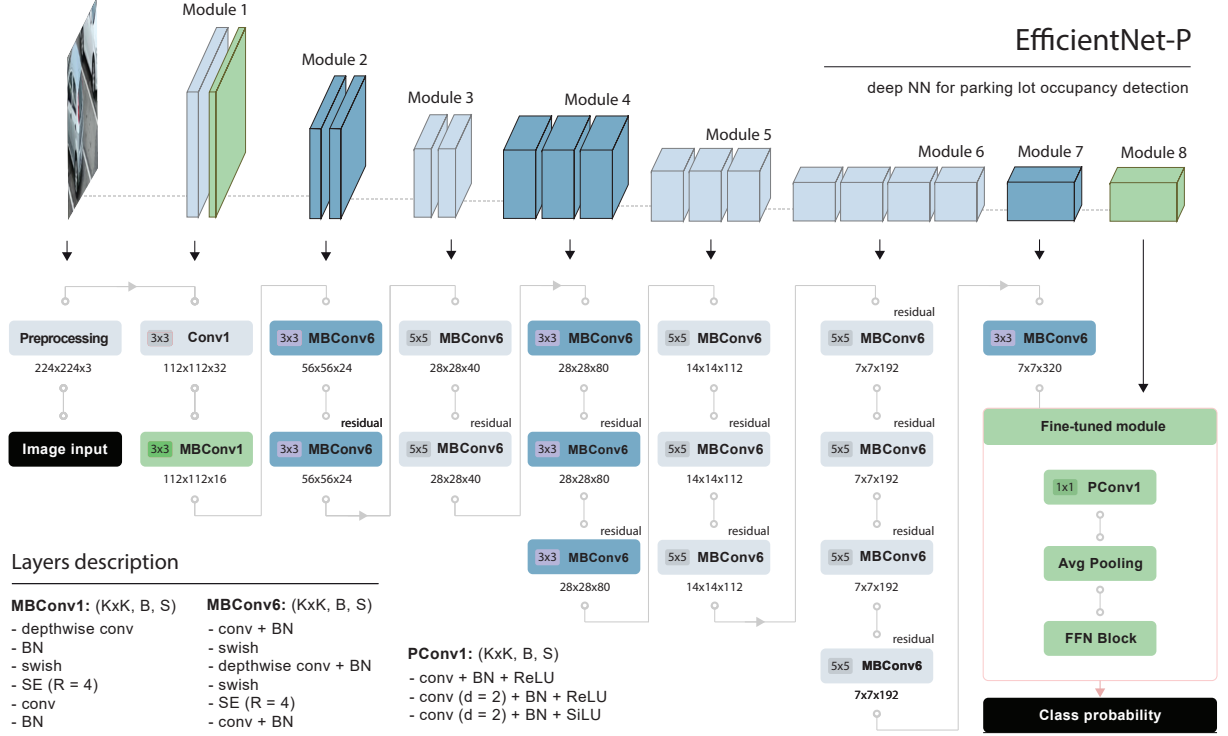 EfficientNet-P
deep NN for parking lot occupancy detection
Module 1
Module 2
Module 3
Module 4
Module 5
Module 6
Module 7
Module 8
Preprocessing
224x224x3
Image input
3x3 Conv1
112x112x32
3x3 MBConv1
112x112x16
3x3 MBConv6
56x56x24
residual
3x3 MBConv6
56x56x24
5x5 MBConv6
28x28x40
residual
5x5 MBConv6
28x28x40
3x3 MBConv6
28x28x80
residual
3x3 MBConv6
28x28x80
residual
3x3 MBConv6
28x28x80
5x5 MBConv6
14x14x112
residual
5x5 MBConv6
14x14x112
residual
5x5 MBConv6
14x14x112
residual
5x5 MBConv6
7x7x192
residual
5x5 MBConv6
7x7x192
residual
5x5 MBConv6
7x7x192
residual
5x5 MBConv6
7x7x192
3x3 MBConv6
7x7x320
Fine-tuned module
1x1 PConv1
Avg Pooling
FFN Block
Class probability
Layers description
MBConv1: (KxK, B, S)
- depthwise conv
- BN
- swish
- SE (R = 4)
- conv
- BN
MBConv6: (KxK, B, S)
- conv + BN
- swish
- depthwise conv + BN
- swish
- SE (R = 4)
- conv + BN
PConv1: (KxK, B, S)
- conv + BN + ReLU
- conv (d = 2) + BN + ReLU
- conv (d = 2) + BN + SiLU